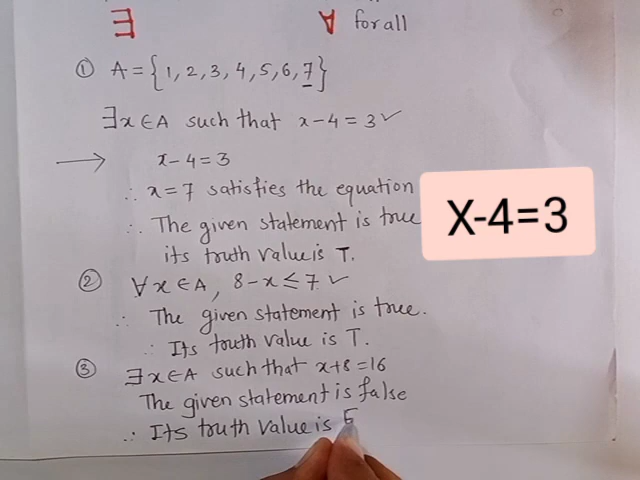 ∃ ∀ for all
① A = {1, 2, 3, 4, 5, 6, 7}
∃x ∈ A such that x-4=3 ✓
→ x-4=3
∴ x=7 satisfies the equation
∴ The given statement is true
its truth value is T.
X-4=3
② ∀x ∈ A, 8-x ≤ 7 ✓
∴ The given statement is true.
∴ Its truth value is T.
③ ∃x ∈ A such that x+8=16
The given statement is false
∴ Its truth value is F